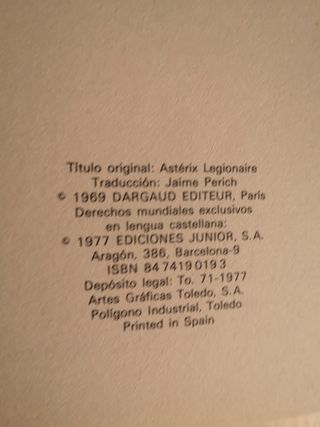 Título original: Astérix Legionaire
Traducción: Jaime Perich
© 1969 DARGAUD EDITEUR, París
Derechos mundiales exclusivos
en lengua castellana:
© 1977 EDICIONES JUNIOR, S.A.
Aragón, 386, Barcelona-9
ISBN 84 7419 019 3
Depósito legal: To. 71-1977
Artes Gráficas Toledo, S.A.
Polígono Industrial, Toledo
Printed in Spain